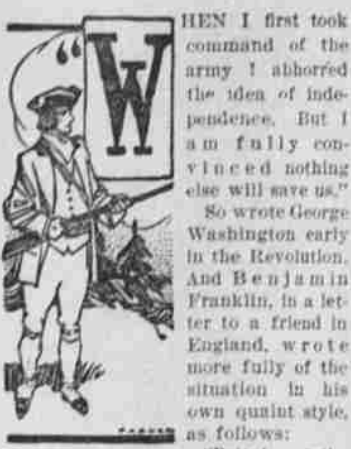 "WHEN I first took
command of the
army I abhorred
the idea of inde-
pendence. But I
am fully con-
vinced nothing
else will save us."
So wrote George
Washington early
in the Revolution.
And Benjamin
Franklin, in a let-
ter to a friend in
England, wrote
more fully of the
situation in his
own quaint style,
as follows: